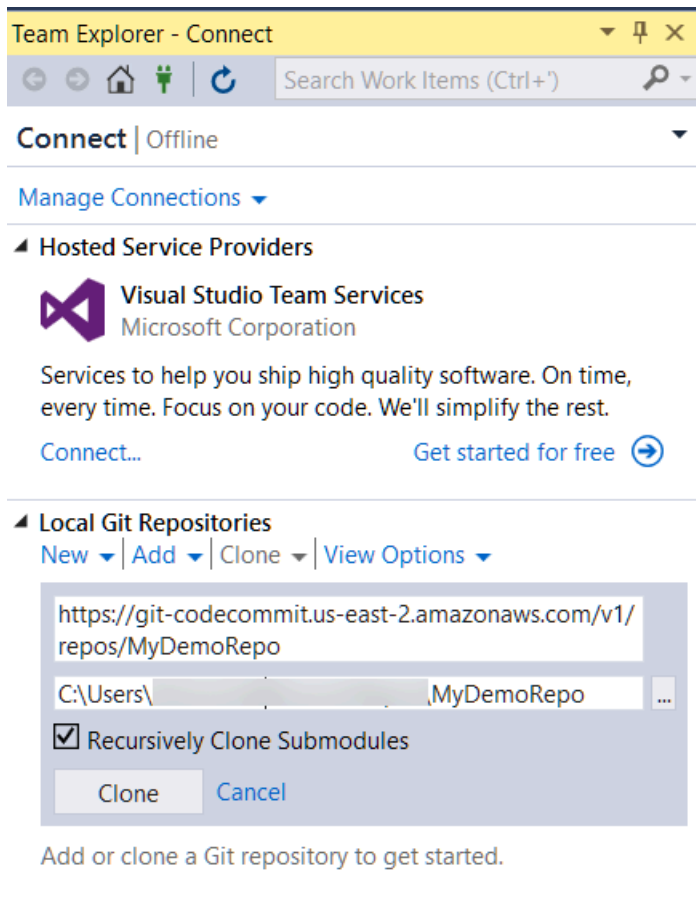 Team Explorer - Connect
Search Work Items (Ctrl+')
Connect | Offline
Manage Connections
Hosted Service Providers
Visual Studio Team Services
Microsoft Corporation
Services to help you ship high quality software. On time,
every time. Focus on your code. We'll simplify the rest.
Connect... Get started for free
Local Git Repositories
New Add Clone View Options
https://git-codecommit.us-east-2.amazonaws.com/v1/
repos/MyDemoRepo
C:\Users\ \MyDemoRepo ...
Recursively Clone Submodules
Clone Cancel
Add or clone a Git repository to get started.